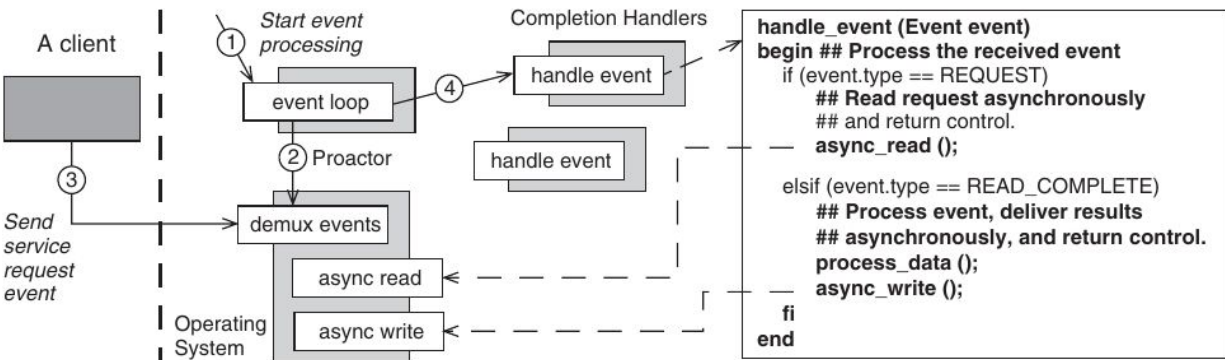 A client
1
Start event
processing
event loop
2
Proactor
3
Send
service
request
event
demux events
async read
async write
Operating
System
Completion Handlers
4
handle event
handle event
handle_event (Event event)
begin ## Process the received event
if (event.type == REQUEST)
## Read request asynchronously
## and return control.
async_read ();
elsif (event.type == READ_COMPLETE)
## Process event, deliver results
## asynchronously, and return control.
process_data ();
async_write ();
fi
end